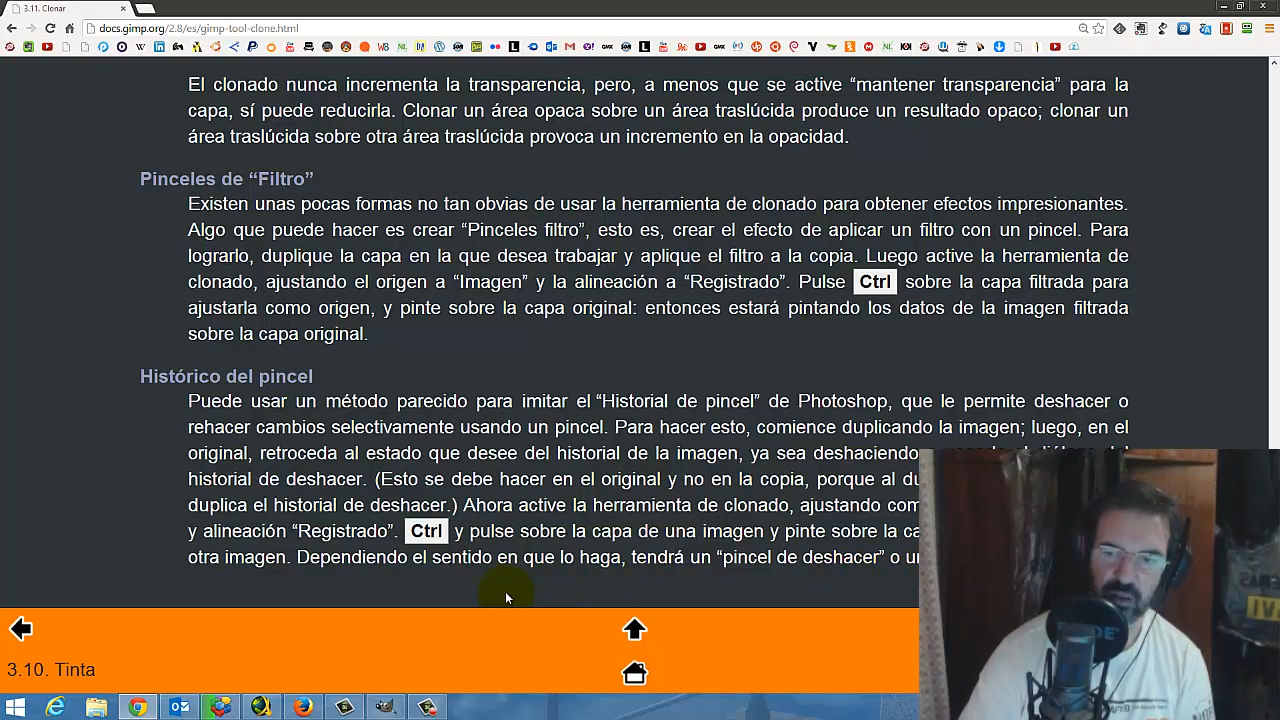 3.11. Clonar
docs.gimp.org/2.8/es/gimp-tool-clone.html
El clonado nunca incrementa la transparencia, pero, a menos que se active “mantener transparencia” para la
capa, sí puede reducirla. Clonar un área opaca sobre un área traslúcida produce un resultado opaco; clonar un
área traslúcida sobre otra área traslúcida provoca un incremento en la opacidad.
Pinceles de “Filtro”
Existen unas pocas formas no tan obvias de usar la herramienta de clonado para obtener efectos impresionantes.
Algo que puede hacer es crear “Pinceles filtro”, esto es, crear el efecto de aplicar un filtro con un pincel. Para
lograrlo, duplique la capa en la que desea trabajar y aplique el filtro a la copia. Luego active la herramienta de
clonado, ajustando el origen a “Imagen” y la alineación a “Registrado”. Pulse Ctrl sobre la capa filtrada para
ajustarla como origen, y pinte sobre la capa original: entonces estará pintando los datos de la imagen filtrada
sobre la capa original.
Histórico del pincel
Puede usar un método parecido para imitar el “Historial de pincel” de Photoshop, que le permite deshacer o
rehacer cambios selectivamente usando un pincel. Para hacer esto, comience duplicando la imagen; luego, en el
original, retroceda al estado que desee del historial de la imagen, ya sea deshaciendo
historial de deshacer. (Esto se debe hacer en el original y no en la copia, porque al du
duplica el historial de deshacer.) Ahora active la herramienta de clonado, ajustando com
y alineación “Registrado”. Ctrl y pulse sobre la capa de una imagen y pinte sobre la ca
otra imagen. Dependiendo el sentido en que lo haga, tendrá un “pincel de deshacer” o u
3.10. Tinta